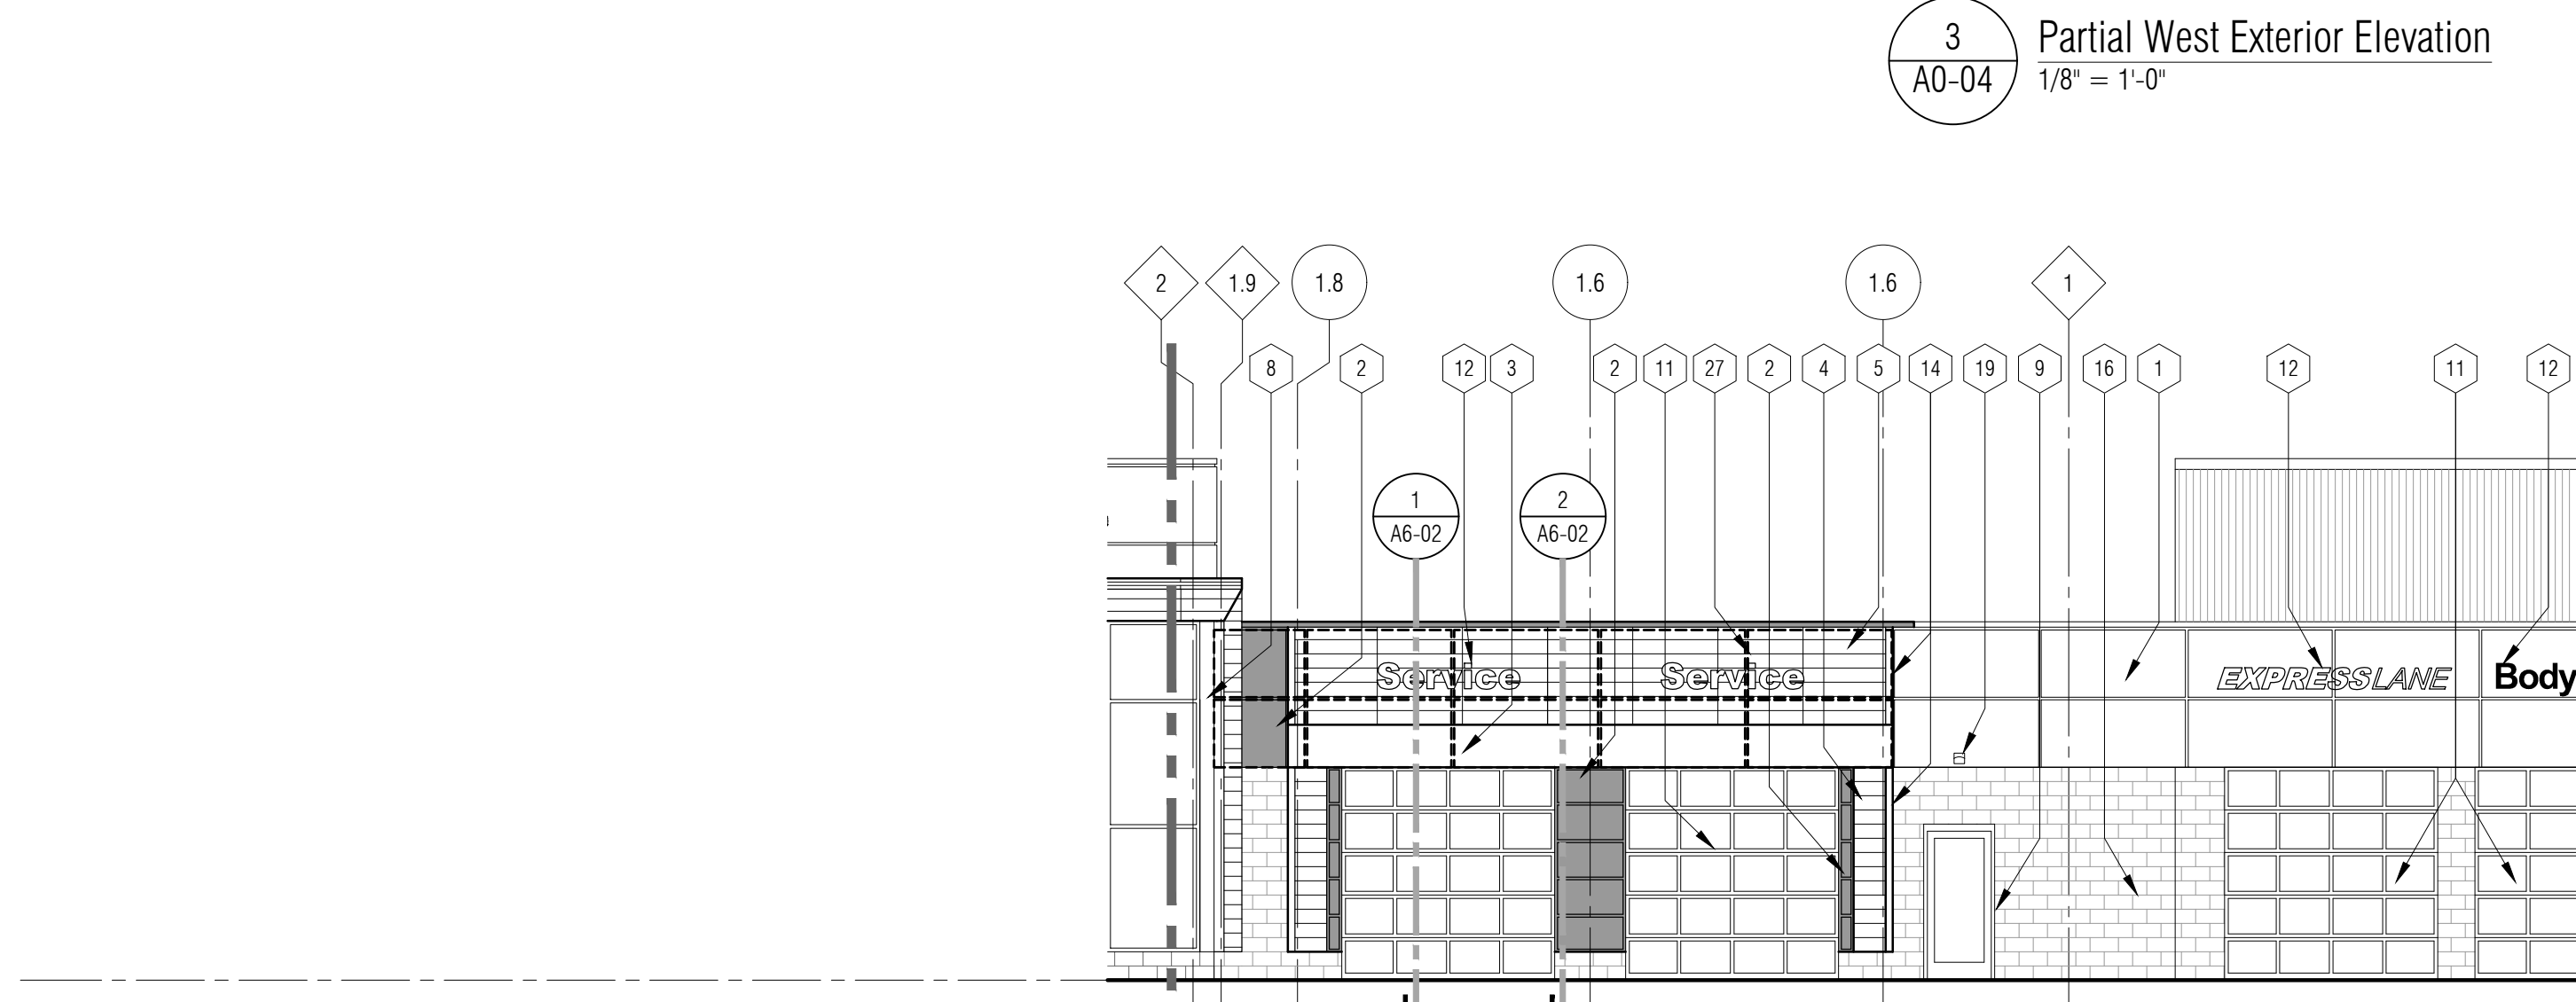 3
A0-04
Partial West Exterior Elevation
1/8" = 1'-0"
2 1.9 1.8 1.6 1.6 1
8 2 12 3 2 11 27 2 4 5 14 19 9 16 1 12 11 12
1
A6-02
2
A6-02
Service Service EXPRESSLANE Body